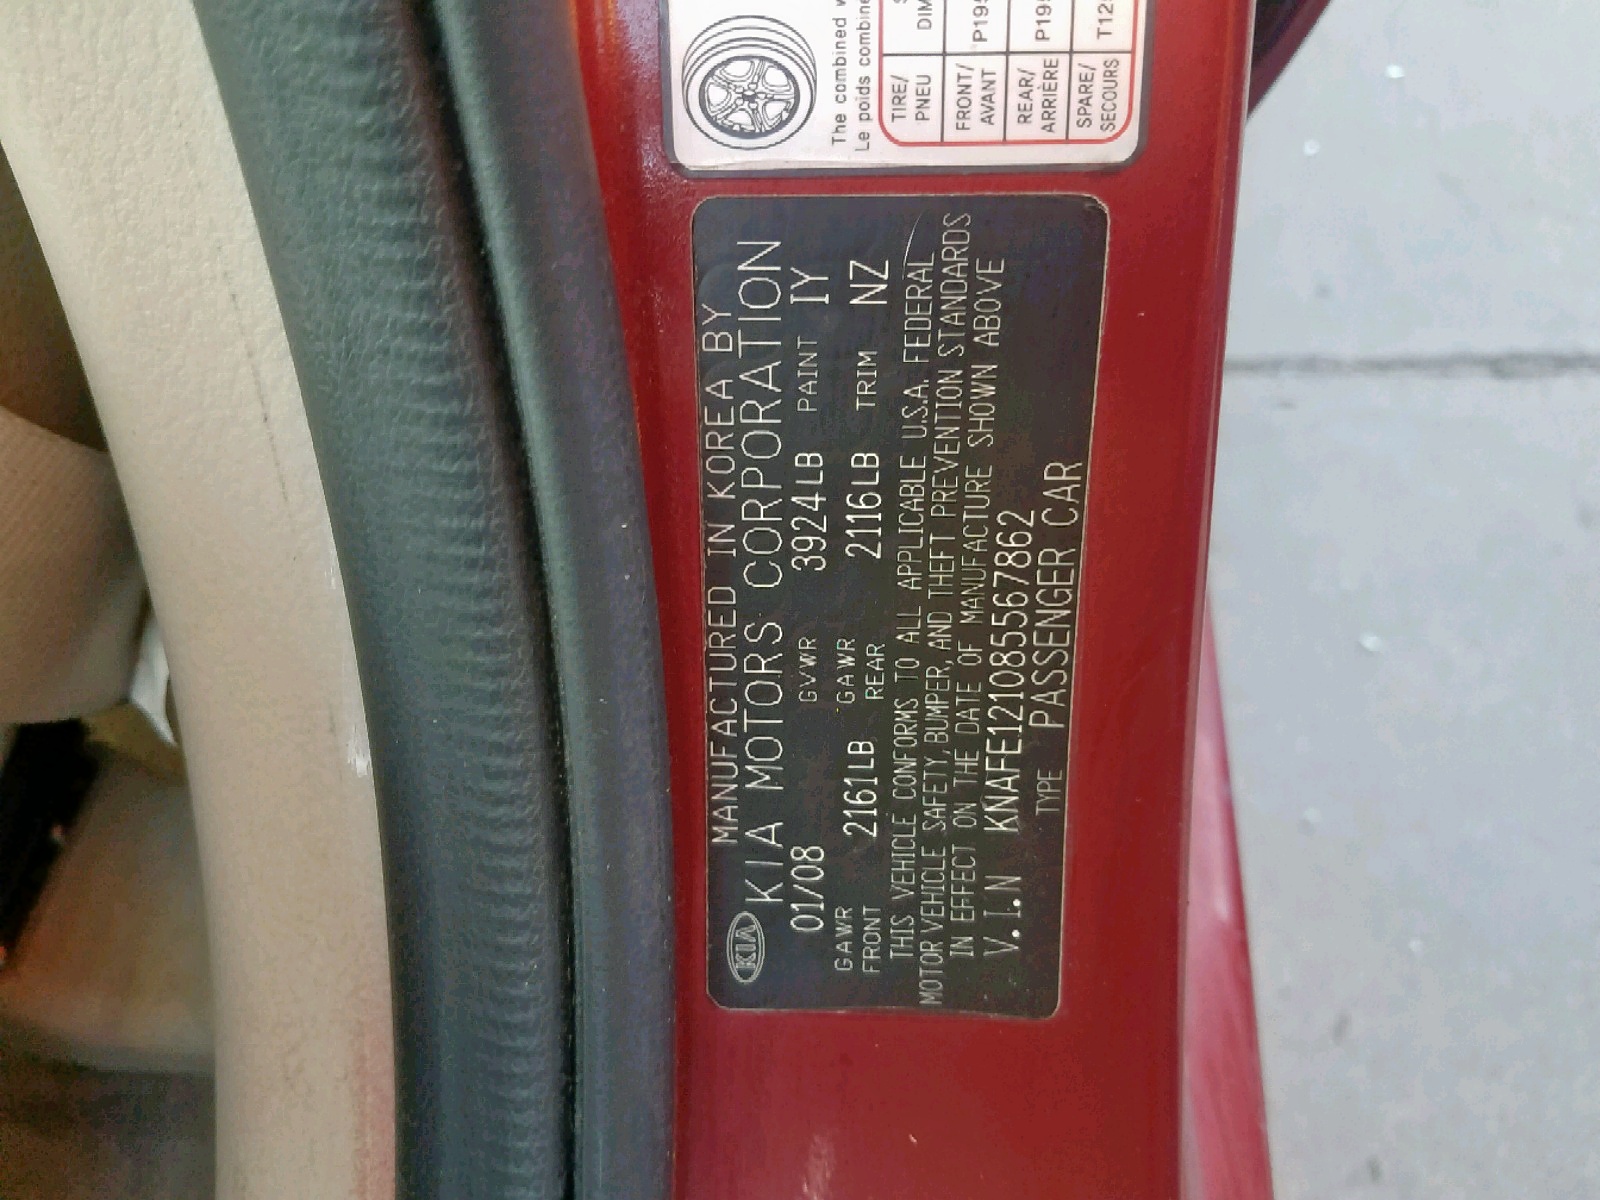 KIA
MANUFACTURED IN KOREA BY
KIA MOTORS CORPORATION
01/08 GVWR 3924LB PAINT IY
GAWR FRONT 2161LB GAWR REAR 2116LB TRIM NZ
THIS VEHICLE CONFORMS TO ALL APPLICABLE U.S.A. FEDERAL
MOTOR VEHICLE SAFETY, BUMPER, AND THEFT PREVENTION STANDARDS
IN EFFECT ON THE DATE OF MANUFACTURE SHOWN ABOVE
V.I.N KNAFE121085567862
TYPE PASSENGER CAR
The combined
Le poids combiné
TIRE/
PNEU
FRONT/
AVANT
REAR/
ARRIÈRE
SPARE/
SECOURS